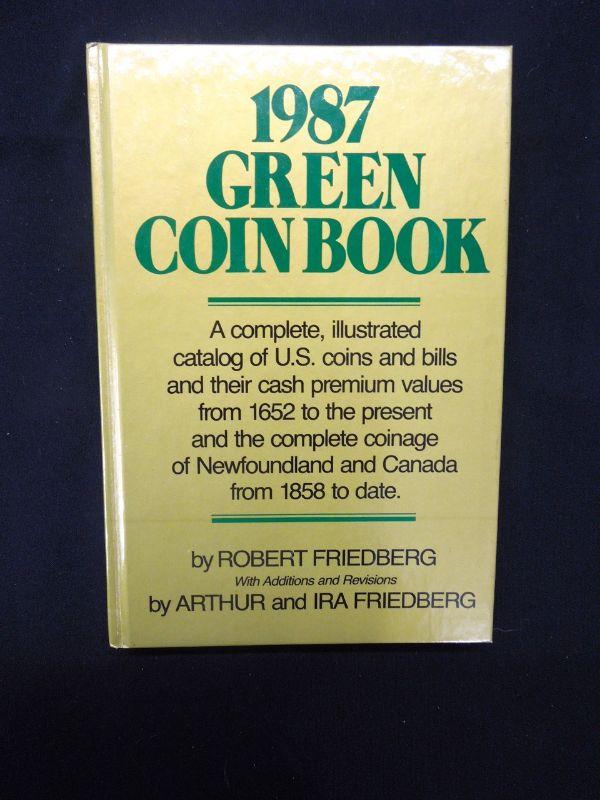 1987
GREEN
COIN BOOK
A complete, illustrated
catalog of U.S. coins and bills
and their cash premium values
from 1652 to the present
and the complete coinage
of Newfoundland and Canada
from 1858 to date.
by ROBERT FRIEDBERG
With Additions and Revisions
by ARTHUR and IRA FRIEDBERG